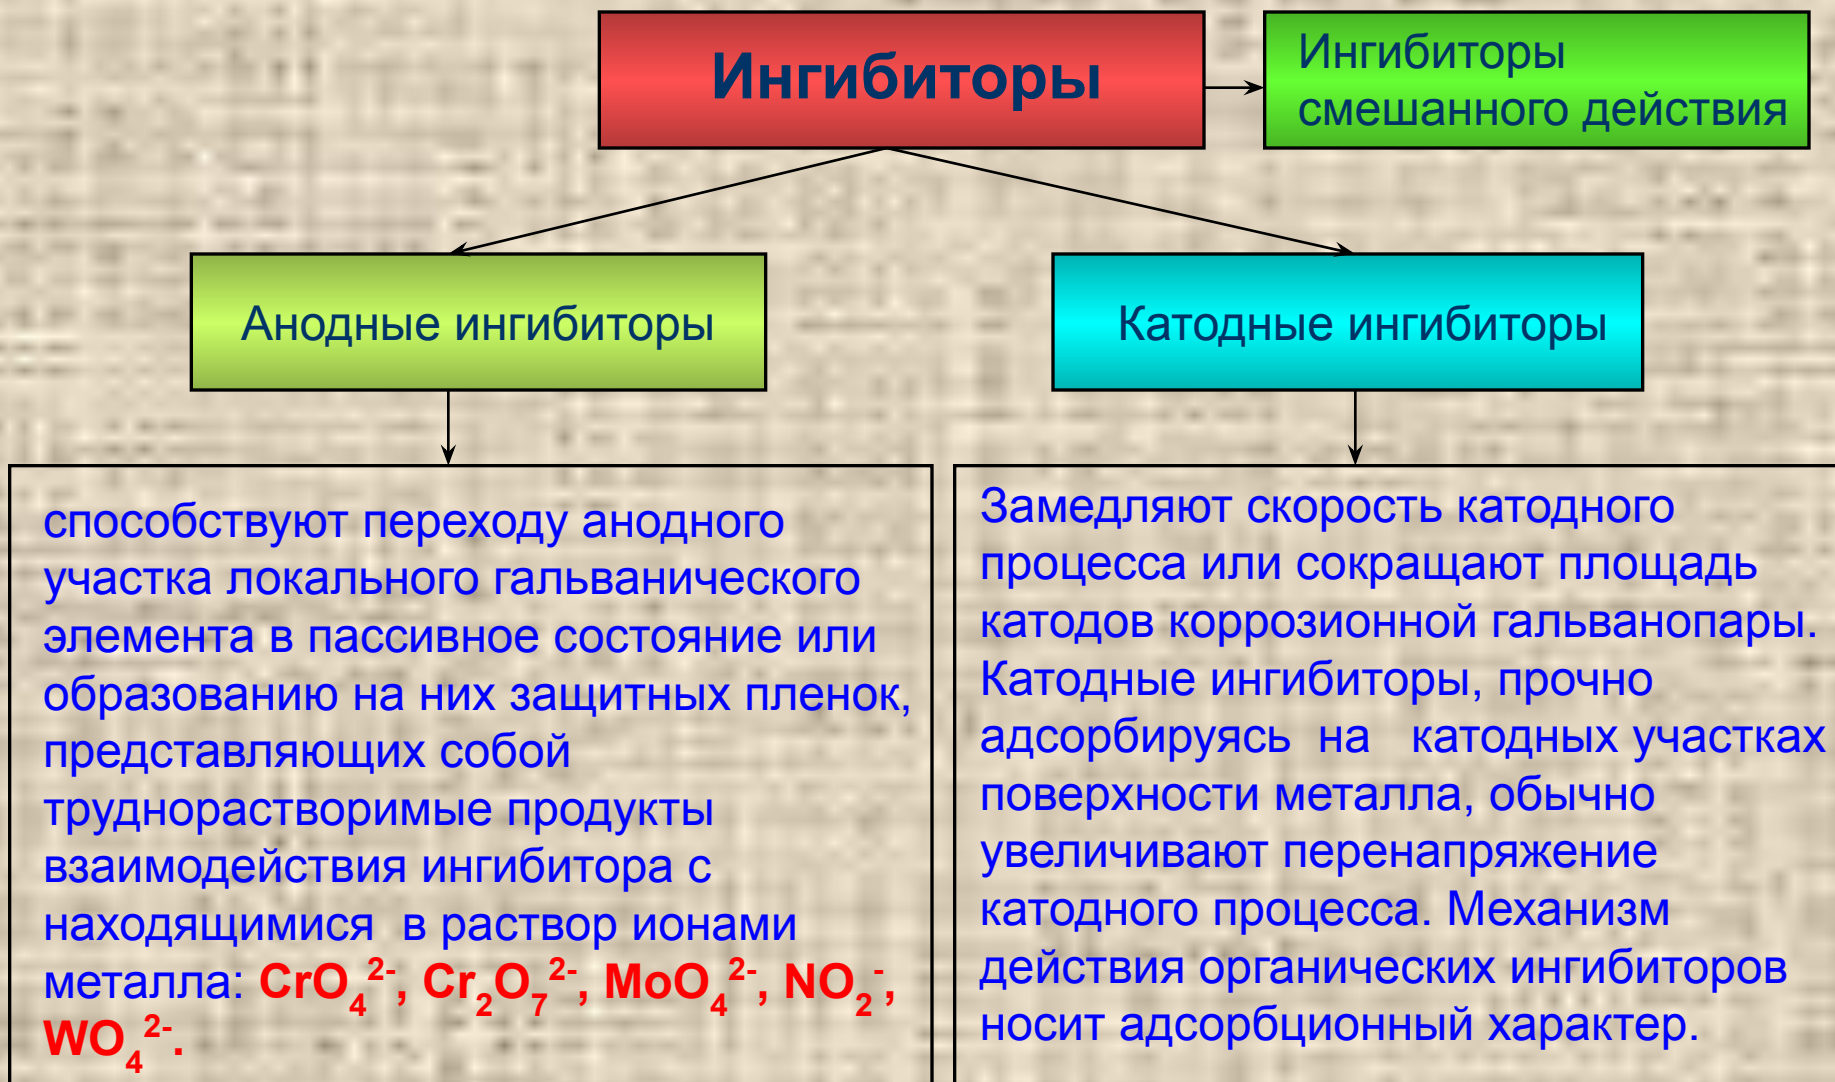 Ингибиторы
Ингибиторы
смешанного действия
Анодные ингибиторы
Катодные ингибиторы
способствуют переходу анодного
участка локального гальванического
элемента в пассивное состояние или
образованию на них защитных пленок,
представляющих собой
труднорастворимые продукты
взаимодействия ингибитора с
находящимися  в раствор ионами
металла: CrO₄²⁻, Cr₂O₇²⁻, MoO₄²⁻, NO₂⁻,
WO₄²⁻.
Замедляют скорость катодного
процесса или сокращают площадь
катодов коррозионной гальванопары.
Катодные ингибиторы, прочно
адсорбируясь  на   катодных участках
поверхности металла, обычно
увеличивают перенапряжение
катодного процесса. Механизм
действия органических ингибиторов
носит адсорбционный характер.